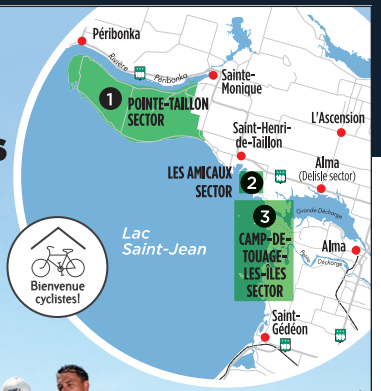 Péribonka
Rivière
Péribonka
169
Sainte-
Monique
1
POINTE-TAILLON
SECTOR
L'Ascension
Saint-Henri-
de-Taillon
Alma
(Delisle sector)
LES AMICAUX
SECTOR
2
169
Grande-Décharge
3
CAMP-DE-
TOUAGE-
LES-ÎLES
SECTOR
Alma
Petite
Décharge
Lac
Saint-Jean
Bienvenue
cyclistes!
Saint-
Gédéon
S